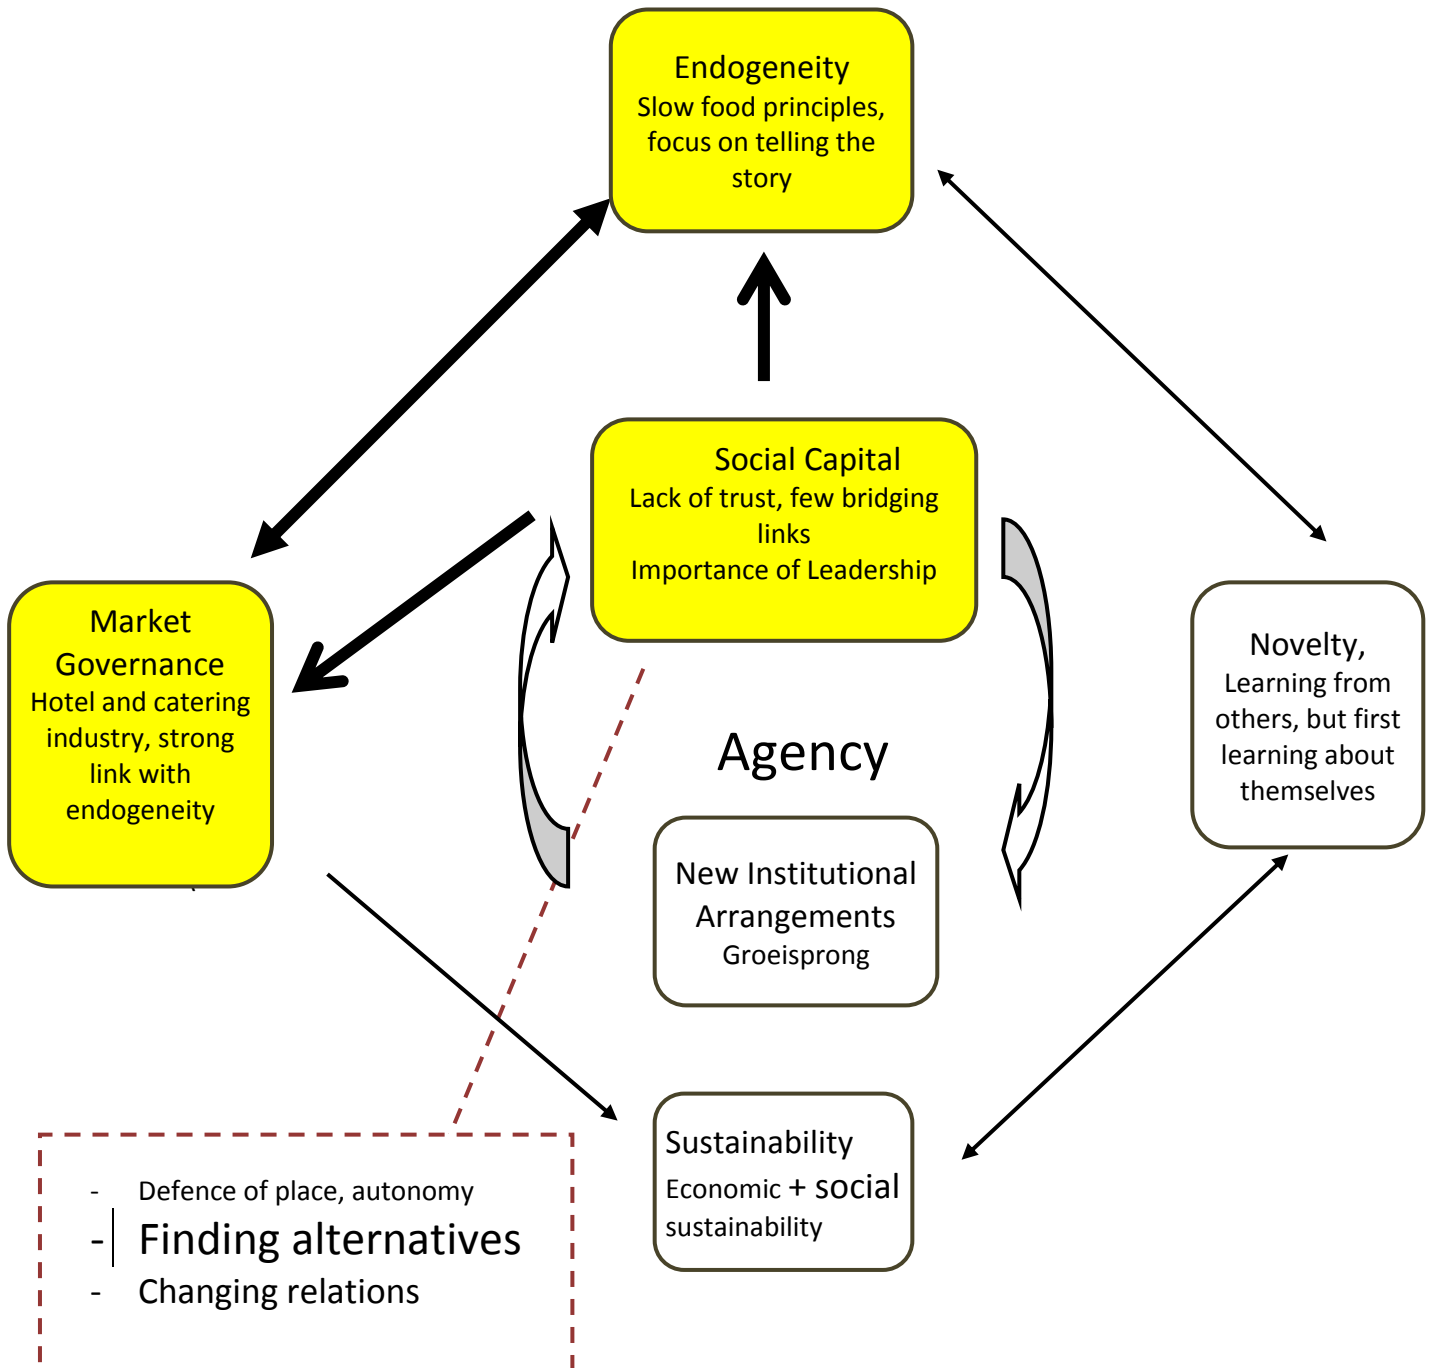 Endogeneity
Slow food principles,
focus on telling the
story
Social Capital
Lack of trust, few bridging
links
Importance of Leadership
Market
Governance
Hotel and catering
industry, strong
link with
endogeneity
Novelty,
Learning from
others, but first
learning about
themselves
Agency
New Institutional
Arrangements
Groeisprong
Sustainability
Economic + social
sustainability
- Defence of place, autonomy
- Finding alternatives
- Changing relations